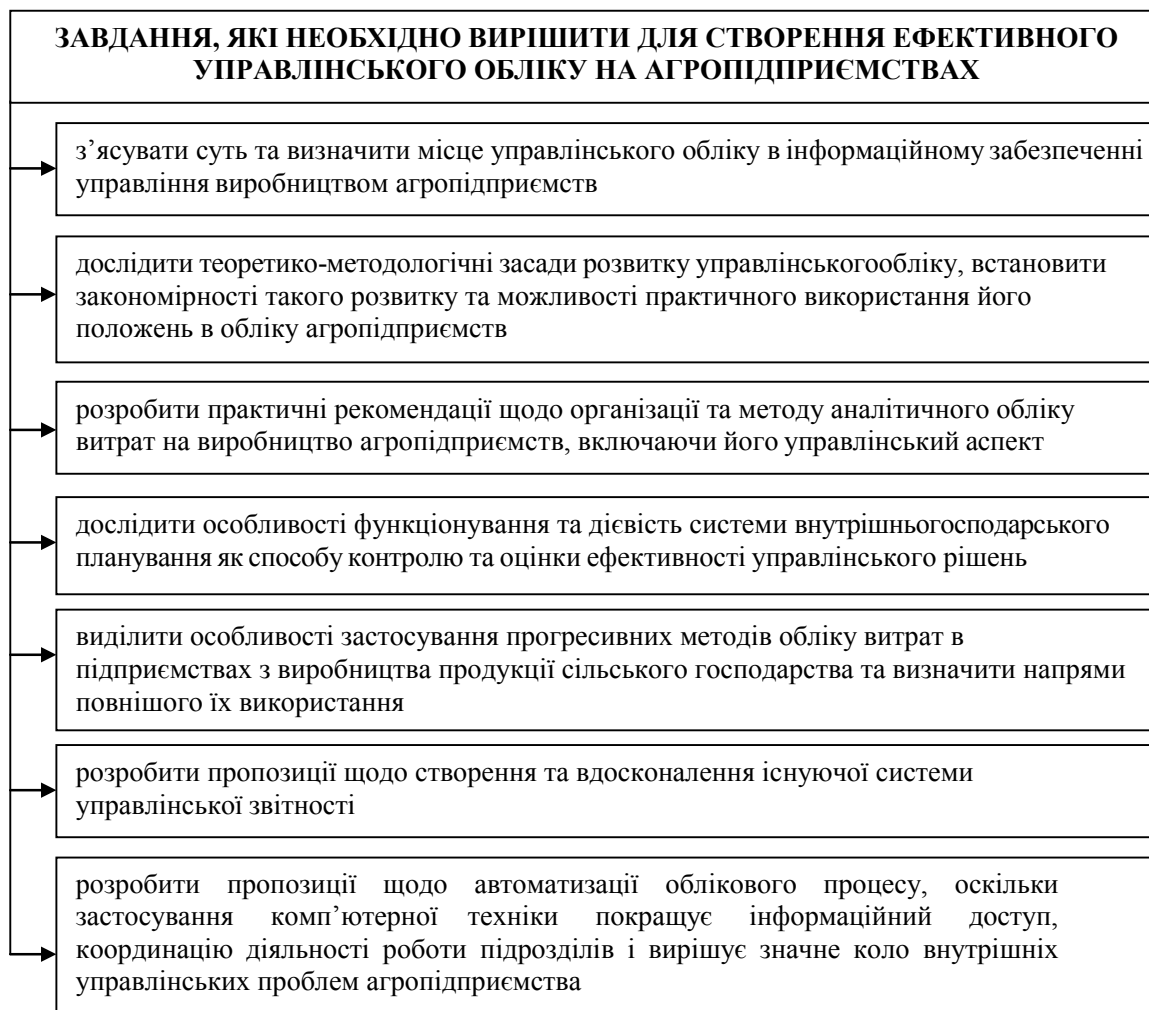 ЗАВДАННЯ, ЯКІ НЕОБХІДНО ВИРІШИТИ ДЛЯ СТВОРЕННЯ ЕФЕКТИВНОГО
УПРАВЛІНСЬКОГО ОБЛІКУ НА АГРОПІДПРИЄМСТВАХ
з’ясувати суть та визначити місце управлінського обліку в інформаційному забезпеченні
управління виробництвом агропідприємств
дослідити теоретико-методологічні засади розвитку управлінськогообліку, встановити
закономірності такого розвитку та можливості практичного використання його
положень в обліку агропідприємств
розробити практичні рекомендації щодо організації та методу аналітичного обліку
витрат на виробництво агропідприємств, включаючи його управлінський аспект
дослідити особливості функціонування та дієвість системи внутрішньогосподарського
планування як способу контролю та оцінки ефективності управлінського рішень
виділити особливості застосування прогресивних методів обліку витрат в
підприємствах з виробництва продукції сільського господарства та визначити напрями
повнішого їх використання
розробити пропозиції щодо створення та вдосконалення існуючої системи
управлінської звітності
розробити пропозиції щодо автоматизації облікового процесу, оскільки
застосування комп’ютерної техніки покращує інформаційний доступ,
координацію діяльності роботи підрозділів і вирішує значне коло внутрішніх
управлінських проблем агропідприємства